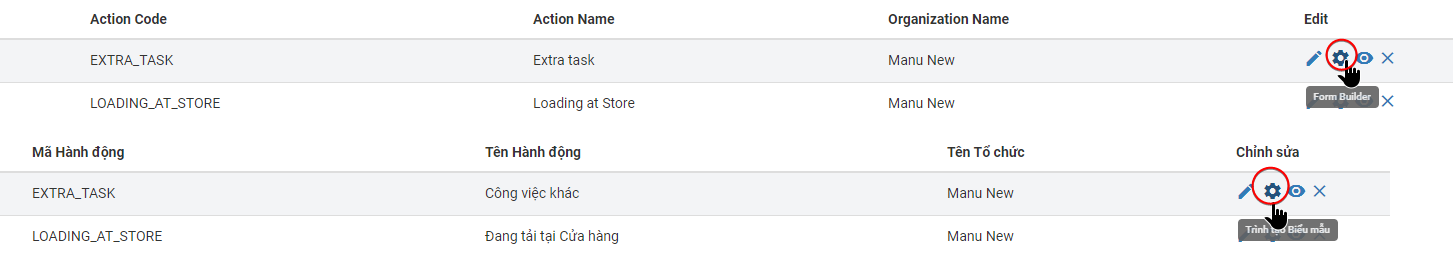 Action Code Action Name Organization Name Edit
EXTRA_TASK Extra task Manu New
LOADING_AT_STORE Loading at Store Manu New
Form Builder
Mã Hành động Tên Hành động Tên Tổ chức Chỉnh sửa
EXTRA_TASK Công việc khác Manu New
LOADING_AT_STORE Đang tải tại Cửa hàng Manu New
Trình tạo Biểu mẫu